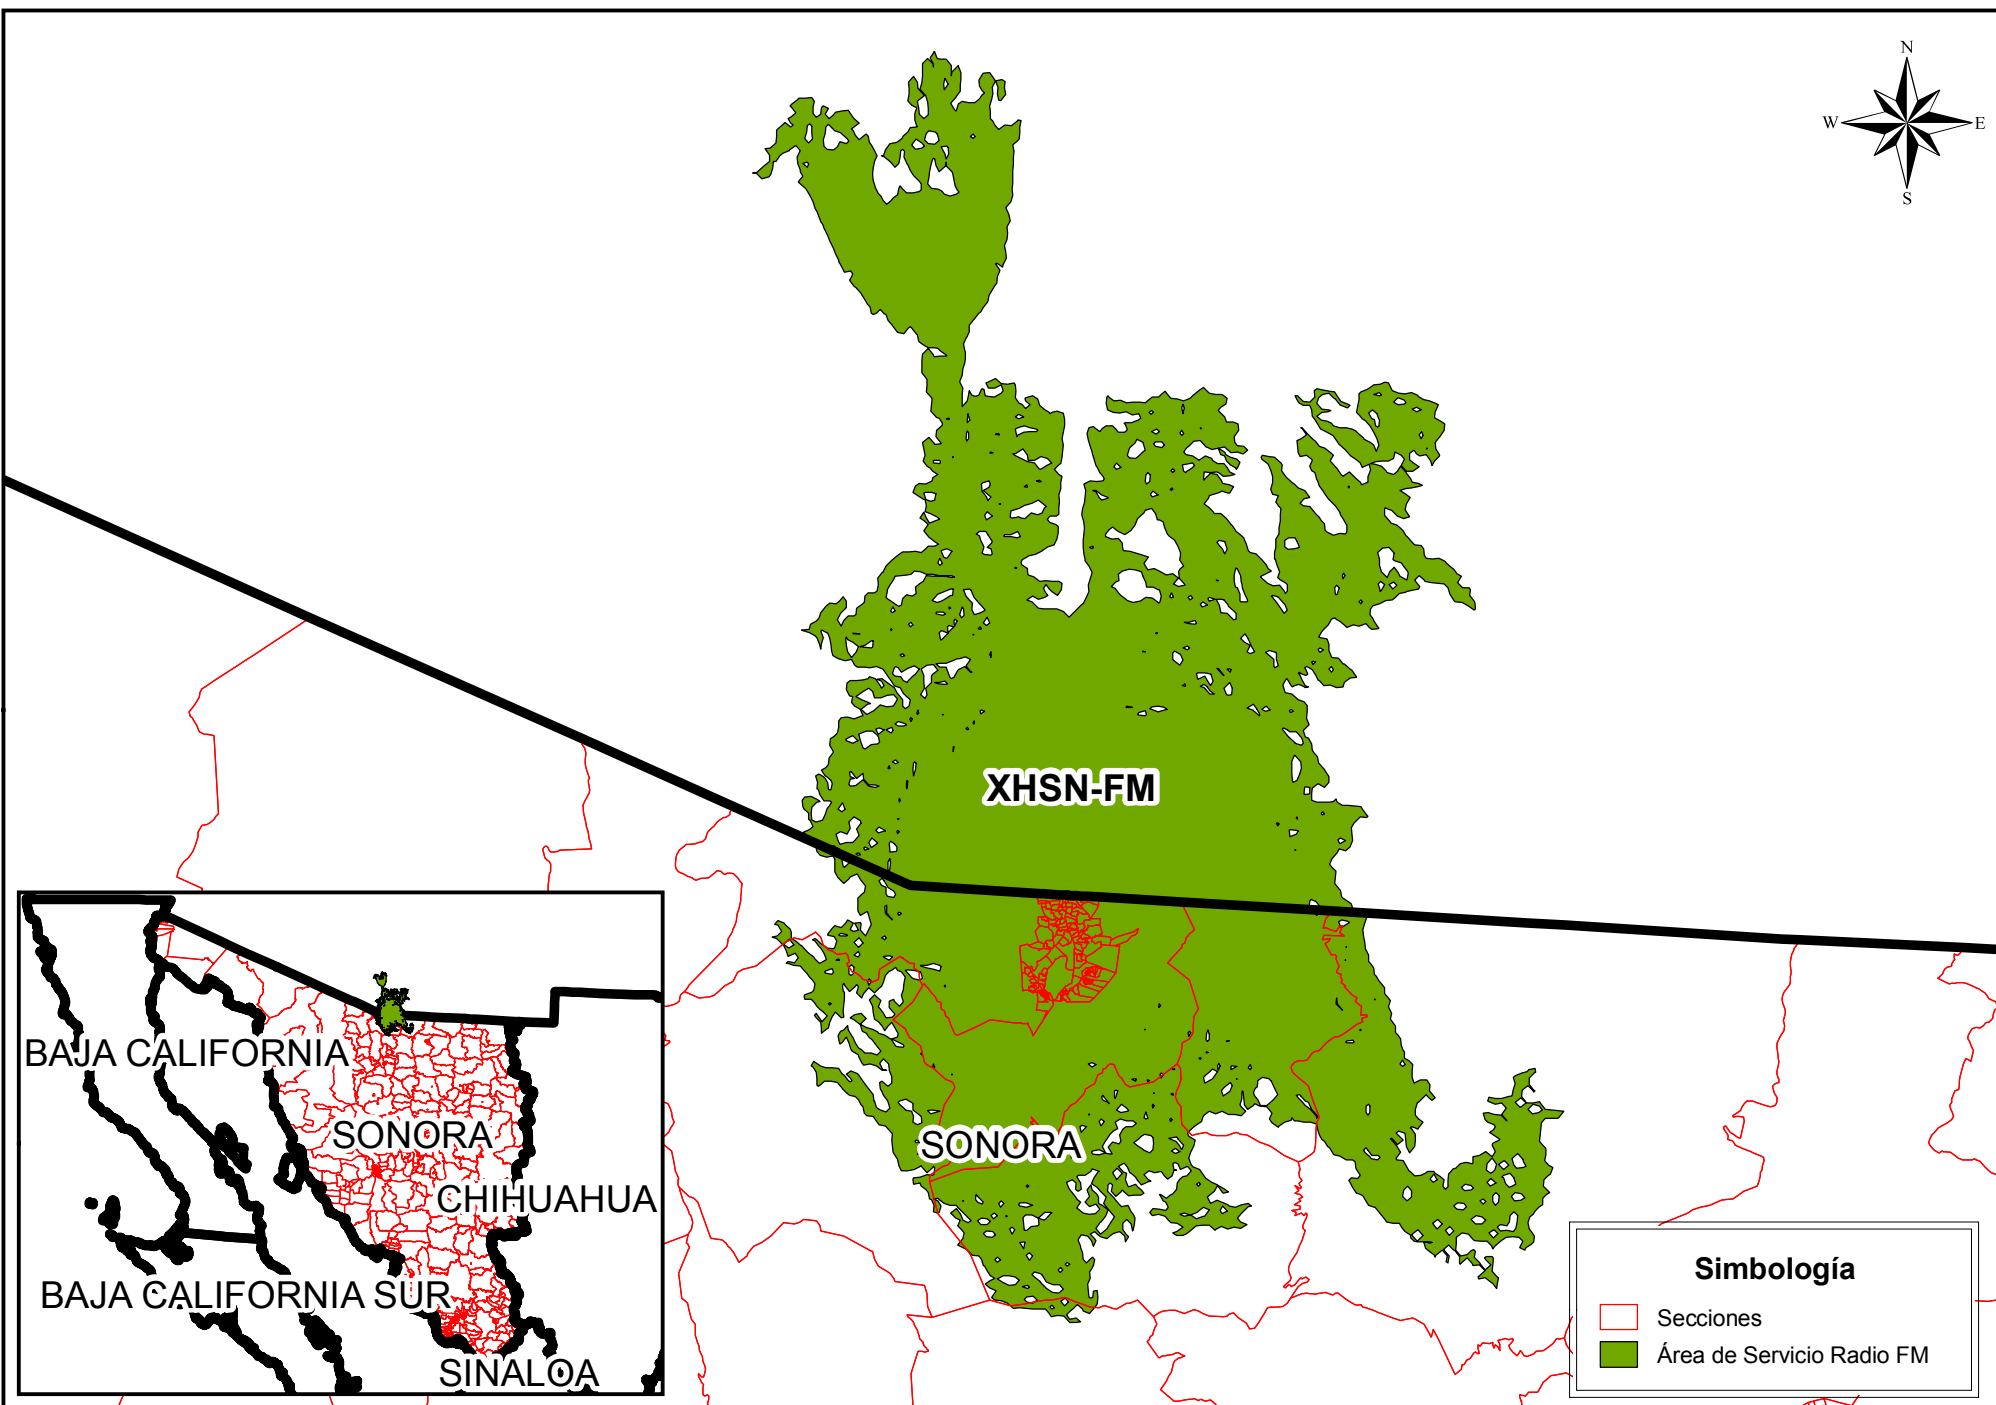 N
W E
S
XHSN-FM
SONORA
BAJA CALIFORNIA
SONORA
CHIHUAHUA
BAJA CALIFORNIA SUR
SINALOA
Simbología
Secciones
Área de Servicio Radio FM